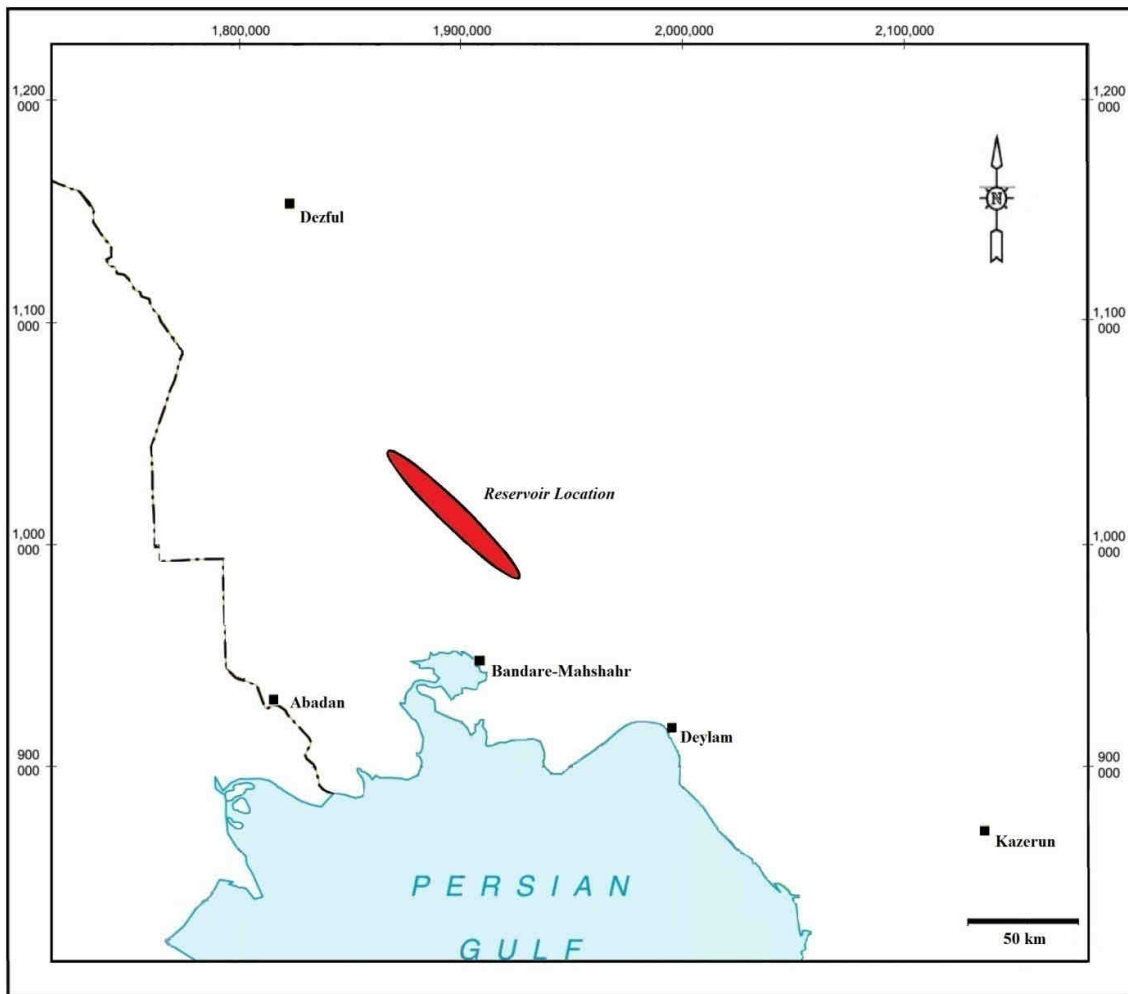 1,800,000 1,900,000 2,000,000 2,100,000
1,200
000
1,200
000
N
Dezful
1,100
000
1,100
000
Reservoir Location
1,000
000
1,000
000
Bandare-Mahshahr
Abadan
Deylam
900
000
900
000
Kazerun
PERSIAN
GULF
50 km